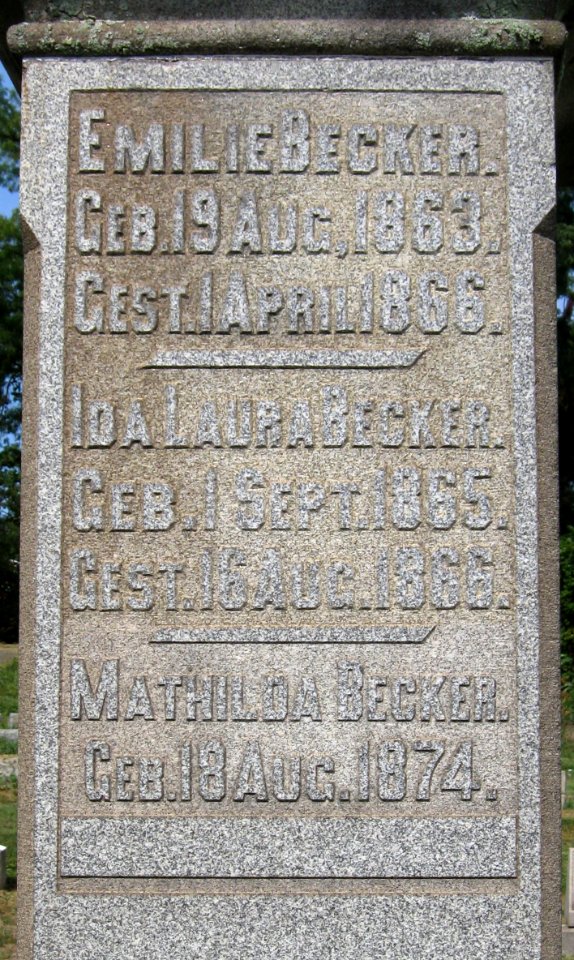 EMILIE BECKER.
GEB. 19 AUG, 1863.
GEST. 1 APRIL 1866.
IDA LAURA BECKER.
GEB. 1 SEPT. 1865.
GEST. 16 AUG. 1866.
MATHILDA BECKER.
GEB. 18 AUG. 1874.